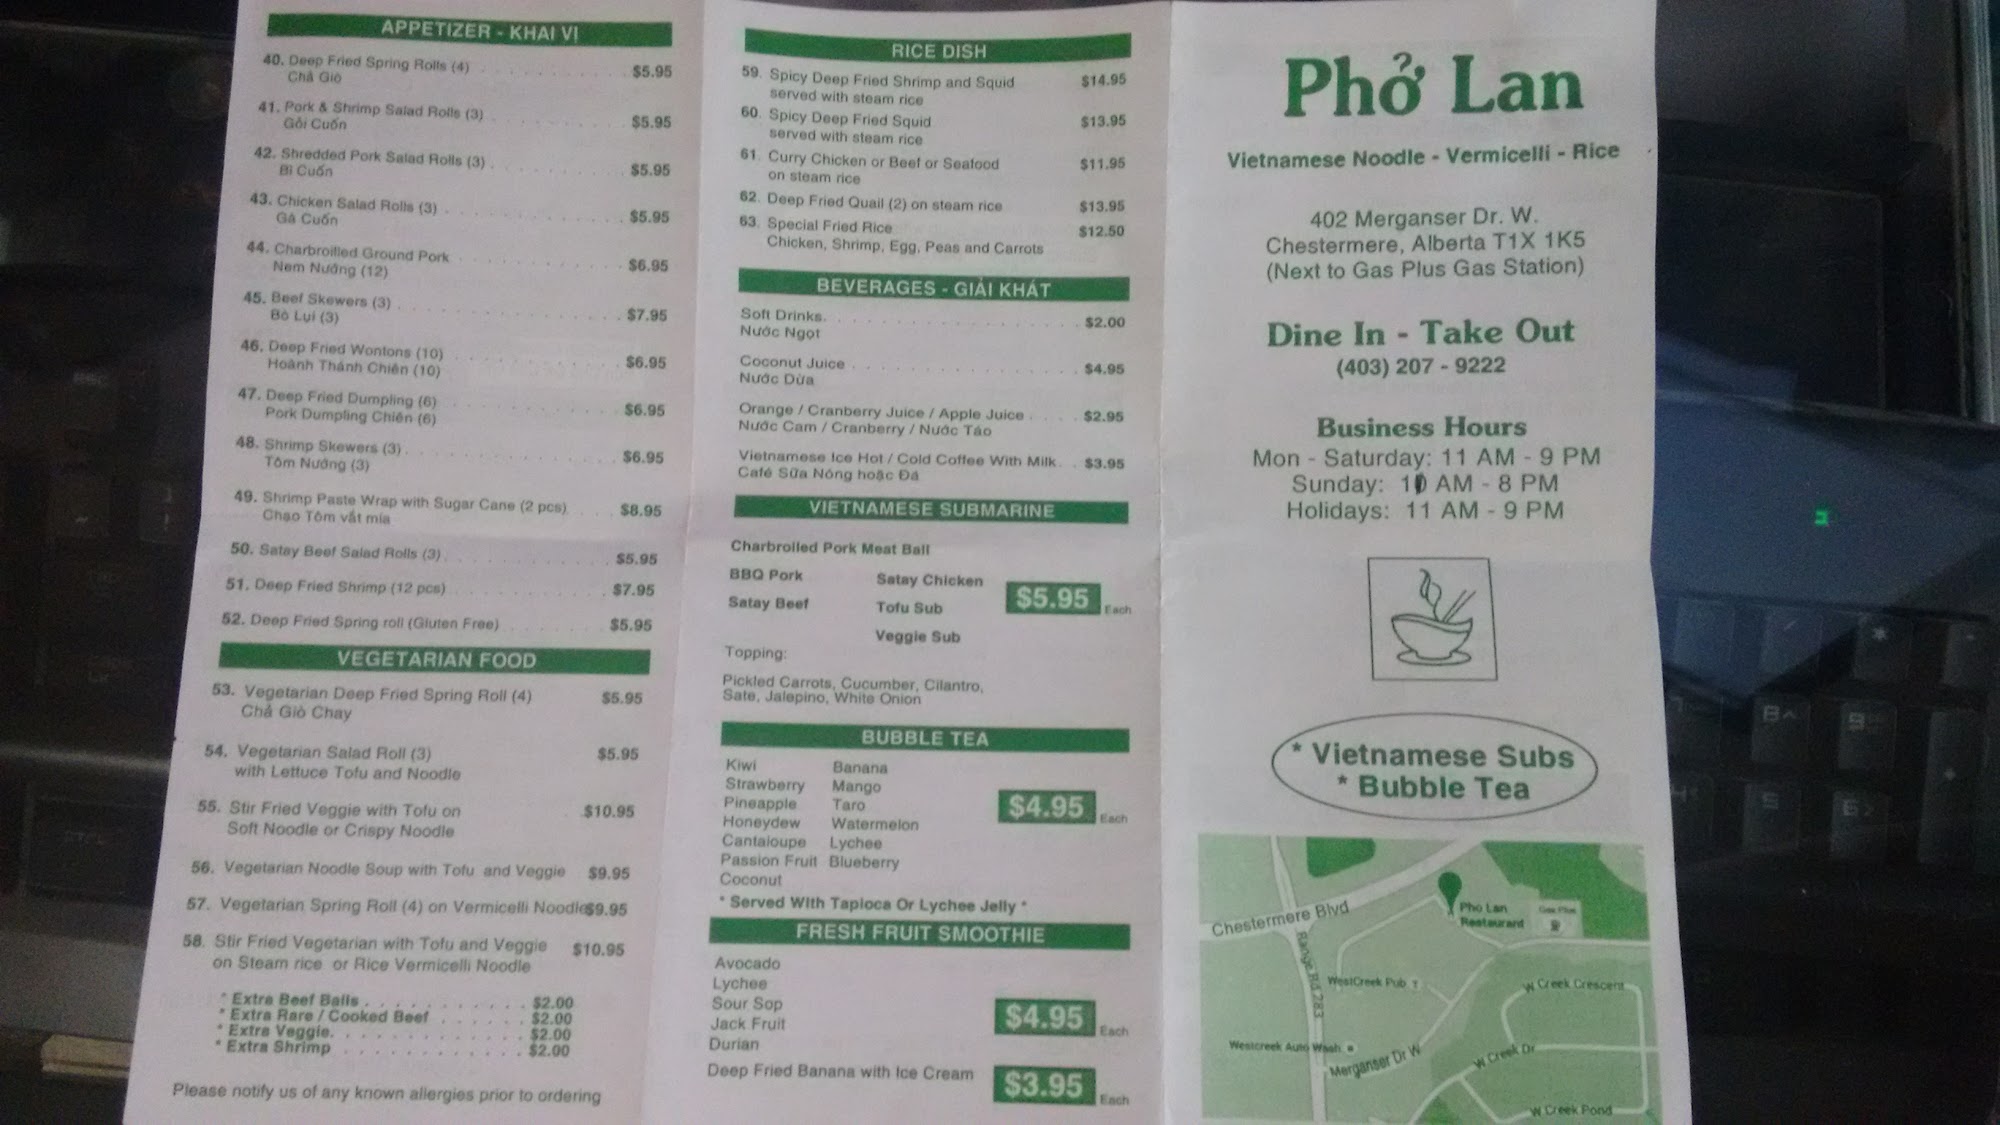 APPETIZER - KHAI VỊ
40. Deep Fried Spring Rolls (4) $5.95
Chả Giò
41. Pork & Shrimp Salad Rolls (3) $5.95
Gỏi Cuốn
42. Shredded Pork Salad Rolls (3) $5.95
Bì Cuốn
43. Chicken Salad Rolls (3) $5.95
Gà Cuốn
44. Charbroilled Ground Pork $6.95
Nem Nướng (12)
45. Beef Skewers (3) $7.95
Bò Lụi (3)
46. Deep Fried Wontons (10) $6.95
Hoành Thánh Chiên (10)
47. Deep Fried Dumpling (6) $6.95
Pork Dumpling Chiên (6)
48. Shrimp Skewers (3) $6.95
Tôm Nướng (3)
49. Shrimp Paste Wrap with Sugar Cane (2 pcs) $8.95
Chạo Tôm vắt mía
50. Satay Beef Salad Rolls (3) $5.95
51. Deep Fried Shrimp (12 pcs) $7.95
52. Deep Fried Spring roll (Gluten Free) $5.95
VEGETARIAN FOOD
53. Vegetarian Deep Fried Spring Roll (4) $5.95
Chả Giò Chay
54. Vegetarian Salad Roll (3) $5.95
with Lettuce Tofu and Noodle
55. Stir Fried Veggie with Tofu on $10.95
Soft Noodle or Crispy Noodle
56. Vegetarian Noodle Soup with Tofu and Veggie $9.95
57. Vegetarian Spring Roll (4) on Vermicelli Noodle $9.95
58. Stir Fried Vegetarian with Tofu and Veggie $10.95
on Steam rice or Rice Vermicelli Noodle
* Extra Beef Balls $2.00
* Extra Rare / Cooked Beef $2.00
* Extra Veggie $2.00
* Extra Shrimp $2.00
Please notify us of any known allergies prior to ordering
RICE DISH
59. Spicy Deep Fried Shrimp and Squid $14.95
served with steam rice
60. Spicy Deep Fried Squid $13.95
served with steam rice
61. Curry Chicken or Beef or Seafood $11.95
on steam rice
62. Deep Fried Quail (2) on steam rice $13.95
63. Special Fried Rice $12.50
Chicken, Shrimp, Egg, Peas and Carrots
BEVERAGES - GIẢI KHÁT
Soft Drinks $2.00
Nước Ngọt
Coconut Juice $4.95
Nước Dừa
Orange / Cranberry Juice / Apple Juice $2.95
Nước Cam / Cranberry / Nước Táo
Vietnamese Ice Hot / Cold Coffee With Milk $3.95
Café Sữa Nóng hoặc Đá
VIETNAMESE SUBMARINE
Charbroiled Pork Meat Ball
BBQ Pork Satay Chicken $5.95 Each
Satay Beef Tofu Sub
Veggie Sub
Topping:
Pickled Carrots, Cucumber, Cilantro,
Sate, Jalepino, White Onion
BUBBLE TEA
Kiwi Banana
Strawberry Mango
Pineapple Taro $4.95 Each
Honeydew Watermelon
Cantaloupe Lychee
Passion Fruit Blueberry
Coconut
* Served With Tapioca Or Lychee Jelly *
FRESH FRUIT SMOOTHIE
Avocado
Lychee
Sour Sop $4.95 Each
Jack Fruit
Durian
Deep Fried Banana with Ice Cream $3.95 Each
Phở Lan
Vietnamese Noodle - Vermicelli - Rice
402 Merganser Dr. W.
Chestermere, Alberta T1X 1K5
(Next to Gas Plus Gas Station)
Dine In - Take Out
(403) 207 - 9222
Business Hours
Mon - Saturday: 11 AM - 9 PM
Sunday: AM - 8 PM
Holidays: 11 AM - 9 PM
* Vietnamese Subs
* Bubble Tea
Chestermere Blvd
Range Rd 283
Pho Lan
Restaurant
Gas Plus
WestCreek Pub
W Creek Crescent
Westcreek Auto Wash
Merganser Dr W
W Creek Dr
W Creek Pond